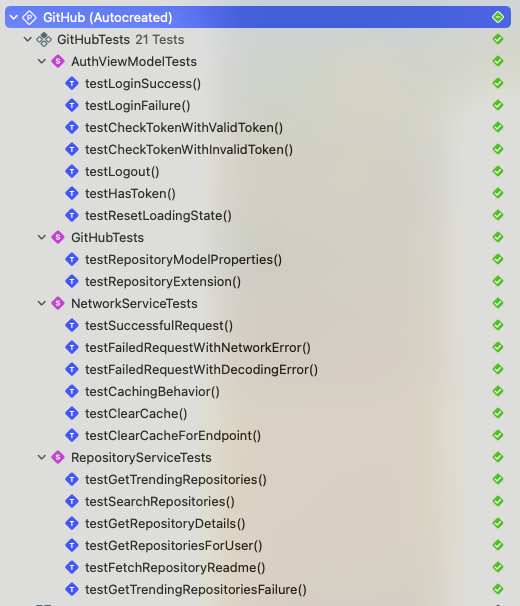 GitHub (Autocreated)
GitHubTests 21 Tests
AuthViewModelTests
testLoginSuccess()
testLoginFailure()
testCheckTokenWithValidToken()
testCheckTokenWithInvalidToken()
testLogout()
testHasToken()
testResetLoadingState()
GitHubTests
testRepositoryModelProperties()
testRepositoryExtension()
NetworkServiceTests
testSuccessfulRequest()
testFailedRequestWithNetworkError()
testFailedRequestWithDecodingError()
testCachingBehavior()
testClearCache()
testClearCacheForEndpoint()
RepositoryServiceTests
testGetTrendingRepositories()
testSearchRepositories()
testGetRepositoryDetails()
testGetRepositoriesForUser()
testFetchRepositoryReadme()
testGetTrendingRepositoriesFailure()